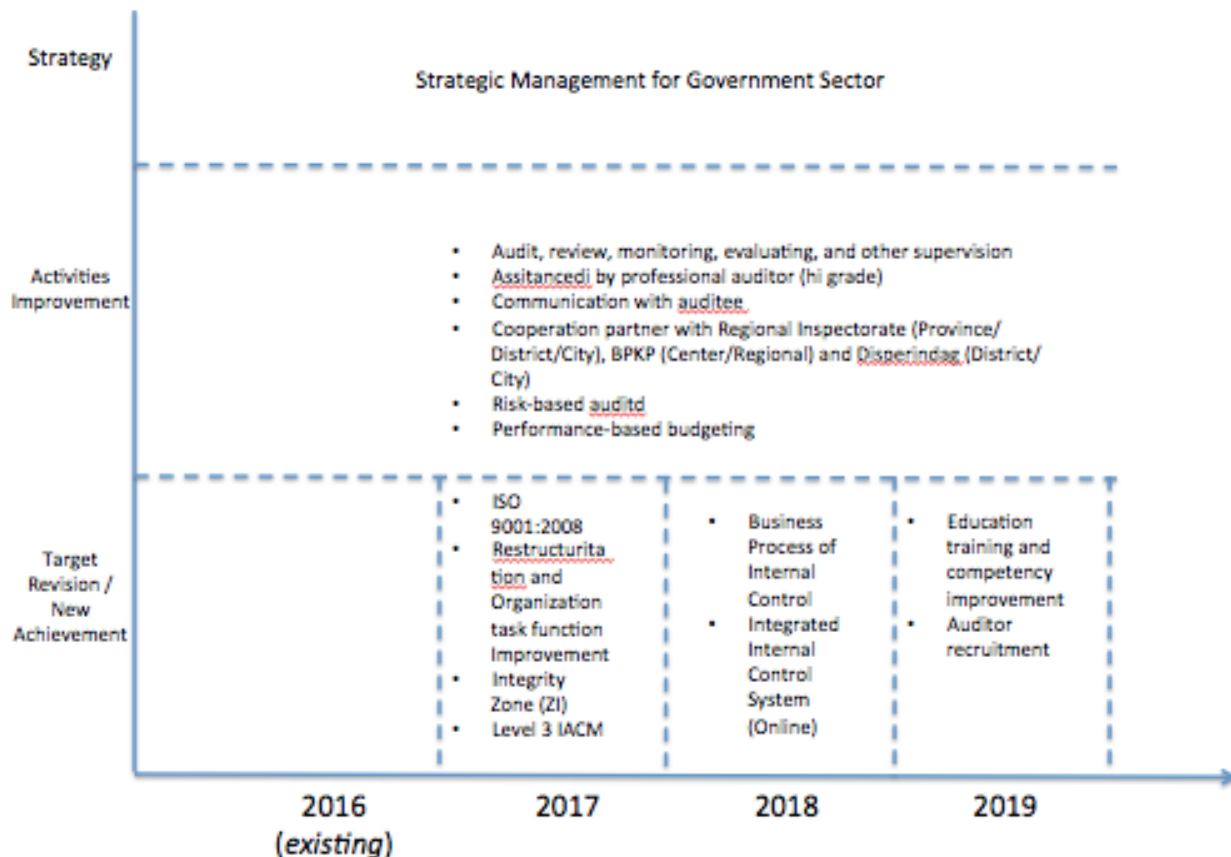 Strategy
Strategic Management for Government Sector
Activities
Improvement
• Audit, review, monitoring, evaluating, and other supervision
• Assitancedi by professional auditor (hi grade)
• Communication with auditee
• Cooperation partner with Regional Inspectorate (Province/
District/City), BPKP (Center/Regional) and Disperindag (District/
City)
• Risk-based auditd
• Performance-based budgeting
Target
Revision /
New
Achievement
• ISO
9001:2008
• Restructurita
tion and
Organization
task function
Improvement
• Integrity
Zone (ZI)
• Level 3 IACM
• Business
Process of
Internal
Control
• Integrated
Internal
Control
System
(Online)
• Education
training and
competency
improvement
• Auditor
recruitment
2016
(existing)
2017
2018
2019